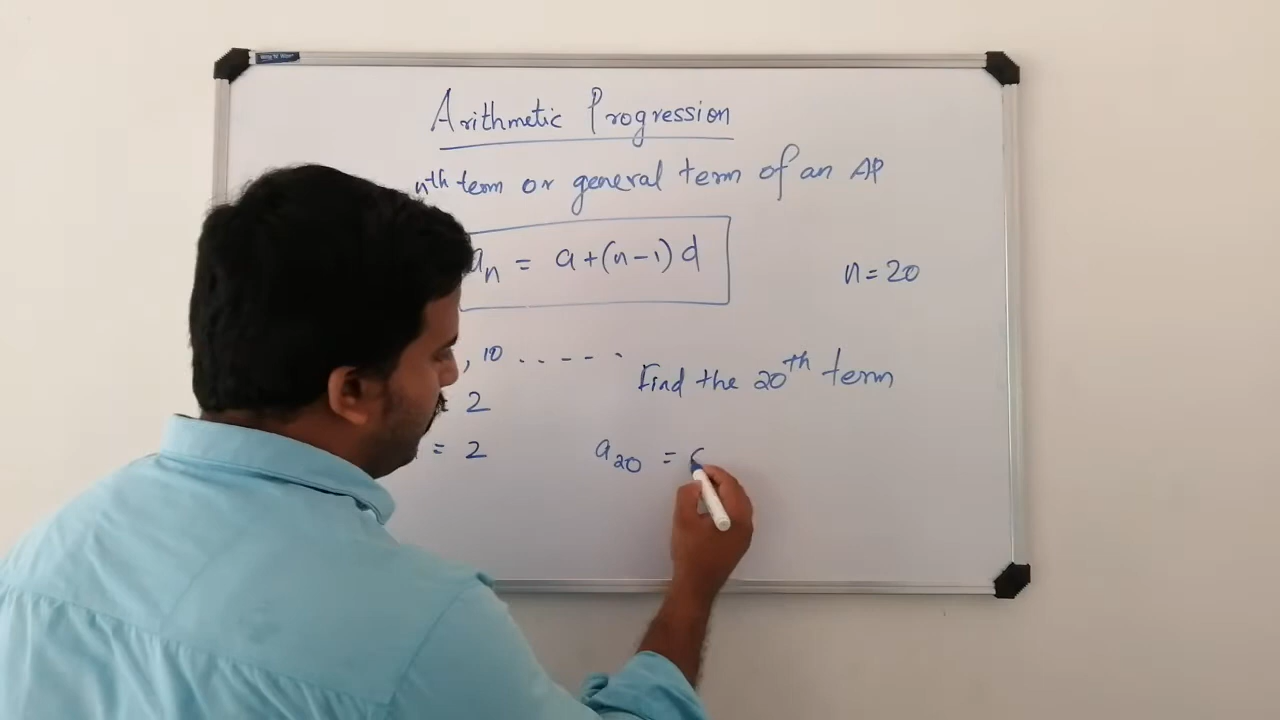 Arithmetic Progression
nth term or general term of an AP
an = a+(n-1) d
n = 20
, 10 . . - - - .
Find the 20th term
= 2
= 2
a20 =